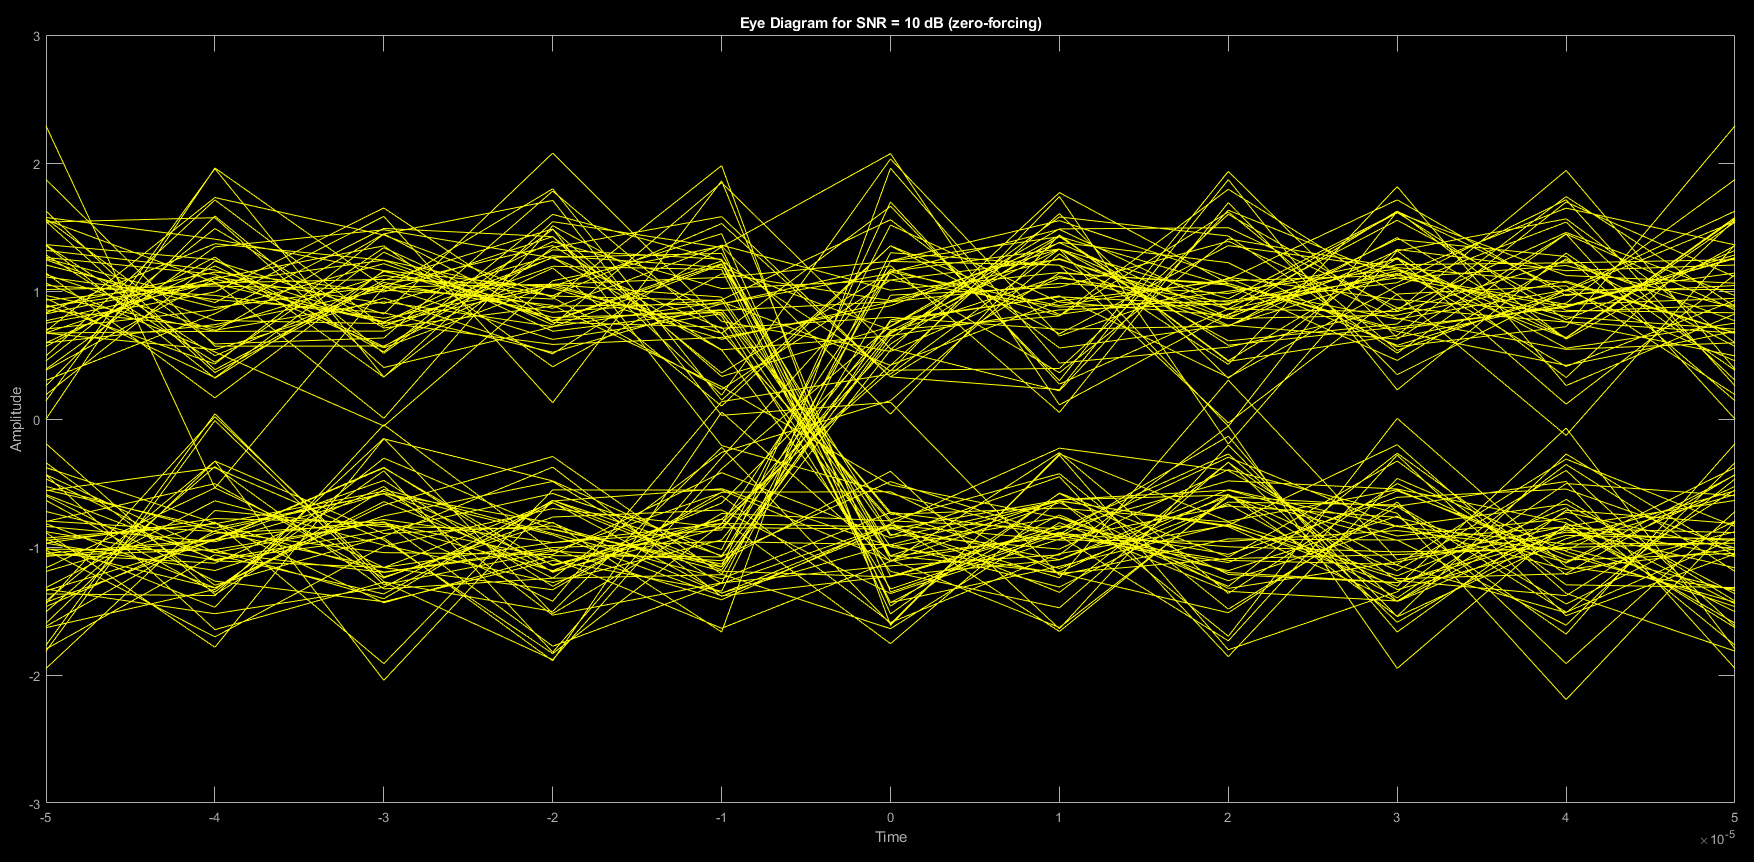 Eye Diagram for SNR = 10 dB (zero-forcing)
3
2
1
0
-1
-2
-3
Amplitude
-5 -4 -3 -2 -1 0 1 2 3 4 5
Time
×10⁻⁵